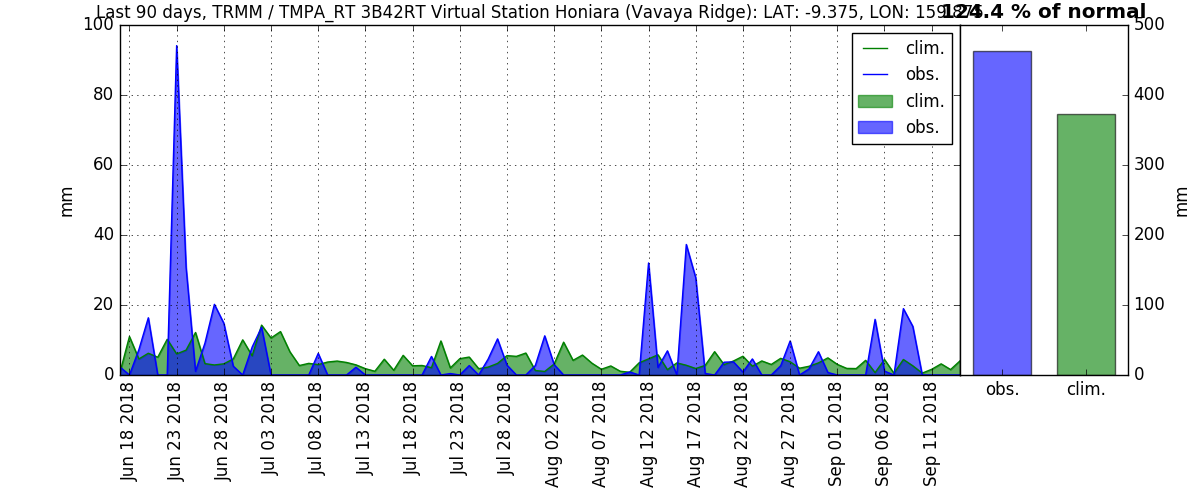 Last 90 days, TRMM / TMPA_RT 3B42RT Virtual Station Honiara (Vavaya Ridge): LAT: -9.375, LON: 159.875
124.4 % of normal
100
80
60
40
20
0
mm
clim.
obs.
clim.
obs.
500
400
300
200
100
0
mm
obs.
clim.
Jun 18 2018
Jun 23 2018
Jun 28 2018
Jul 03 2018
Jul 08 2018
Jul 13 2018
Jul 18 2018
Jul 23 2018
Jul 28 2018
Aug 02 2018
Aug 07 2018
Aug 12 2018
Aug 17 2018
Aug 22 2018
Aug 27 2018
Sep 01 2018
Sep 06 2018
Sep 11 2018